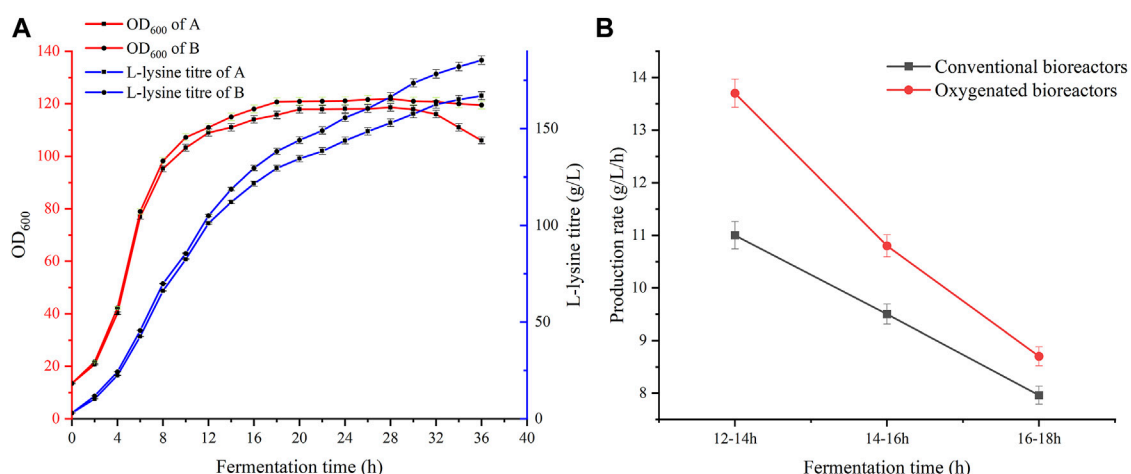 A
OD600 of A
OD600 of B
L-lysine titre of A
L-lysine titre of B
140
120
100
80
60
40
20
0
OD600
150
100
50
0
L-lysine titre (g/L)
0 4 8 12 16 20 24 28 32 36 40
Fermentation time (h)
B
Conventional bioreactors
Oxygenated bioreactors
14
13
12
11
10
9
8
Production rate (g/L/h)
12-14h 14-16h 16-18h
Fermentation time (h)